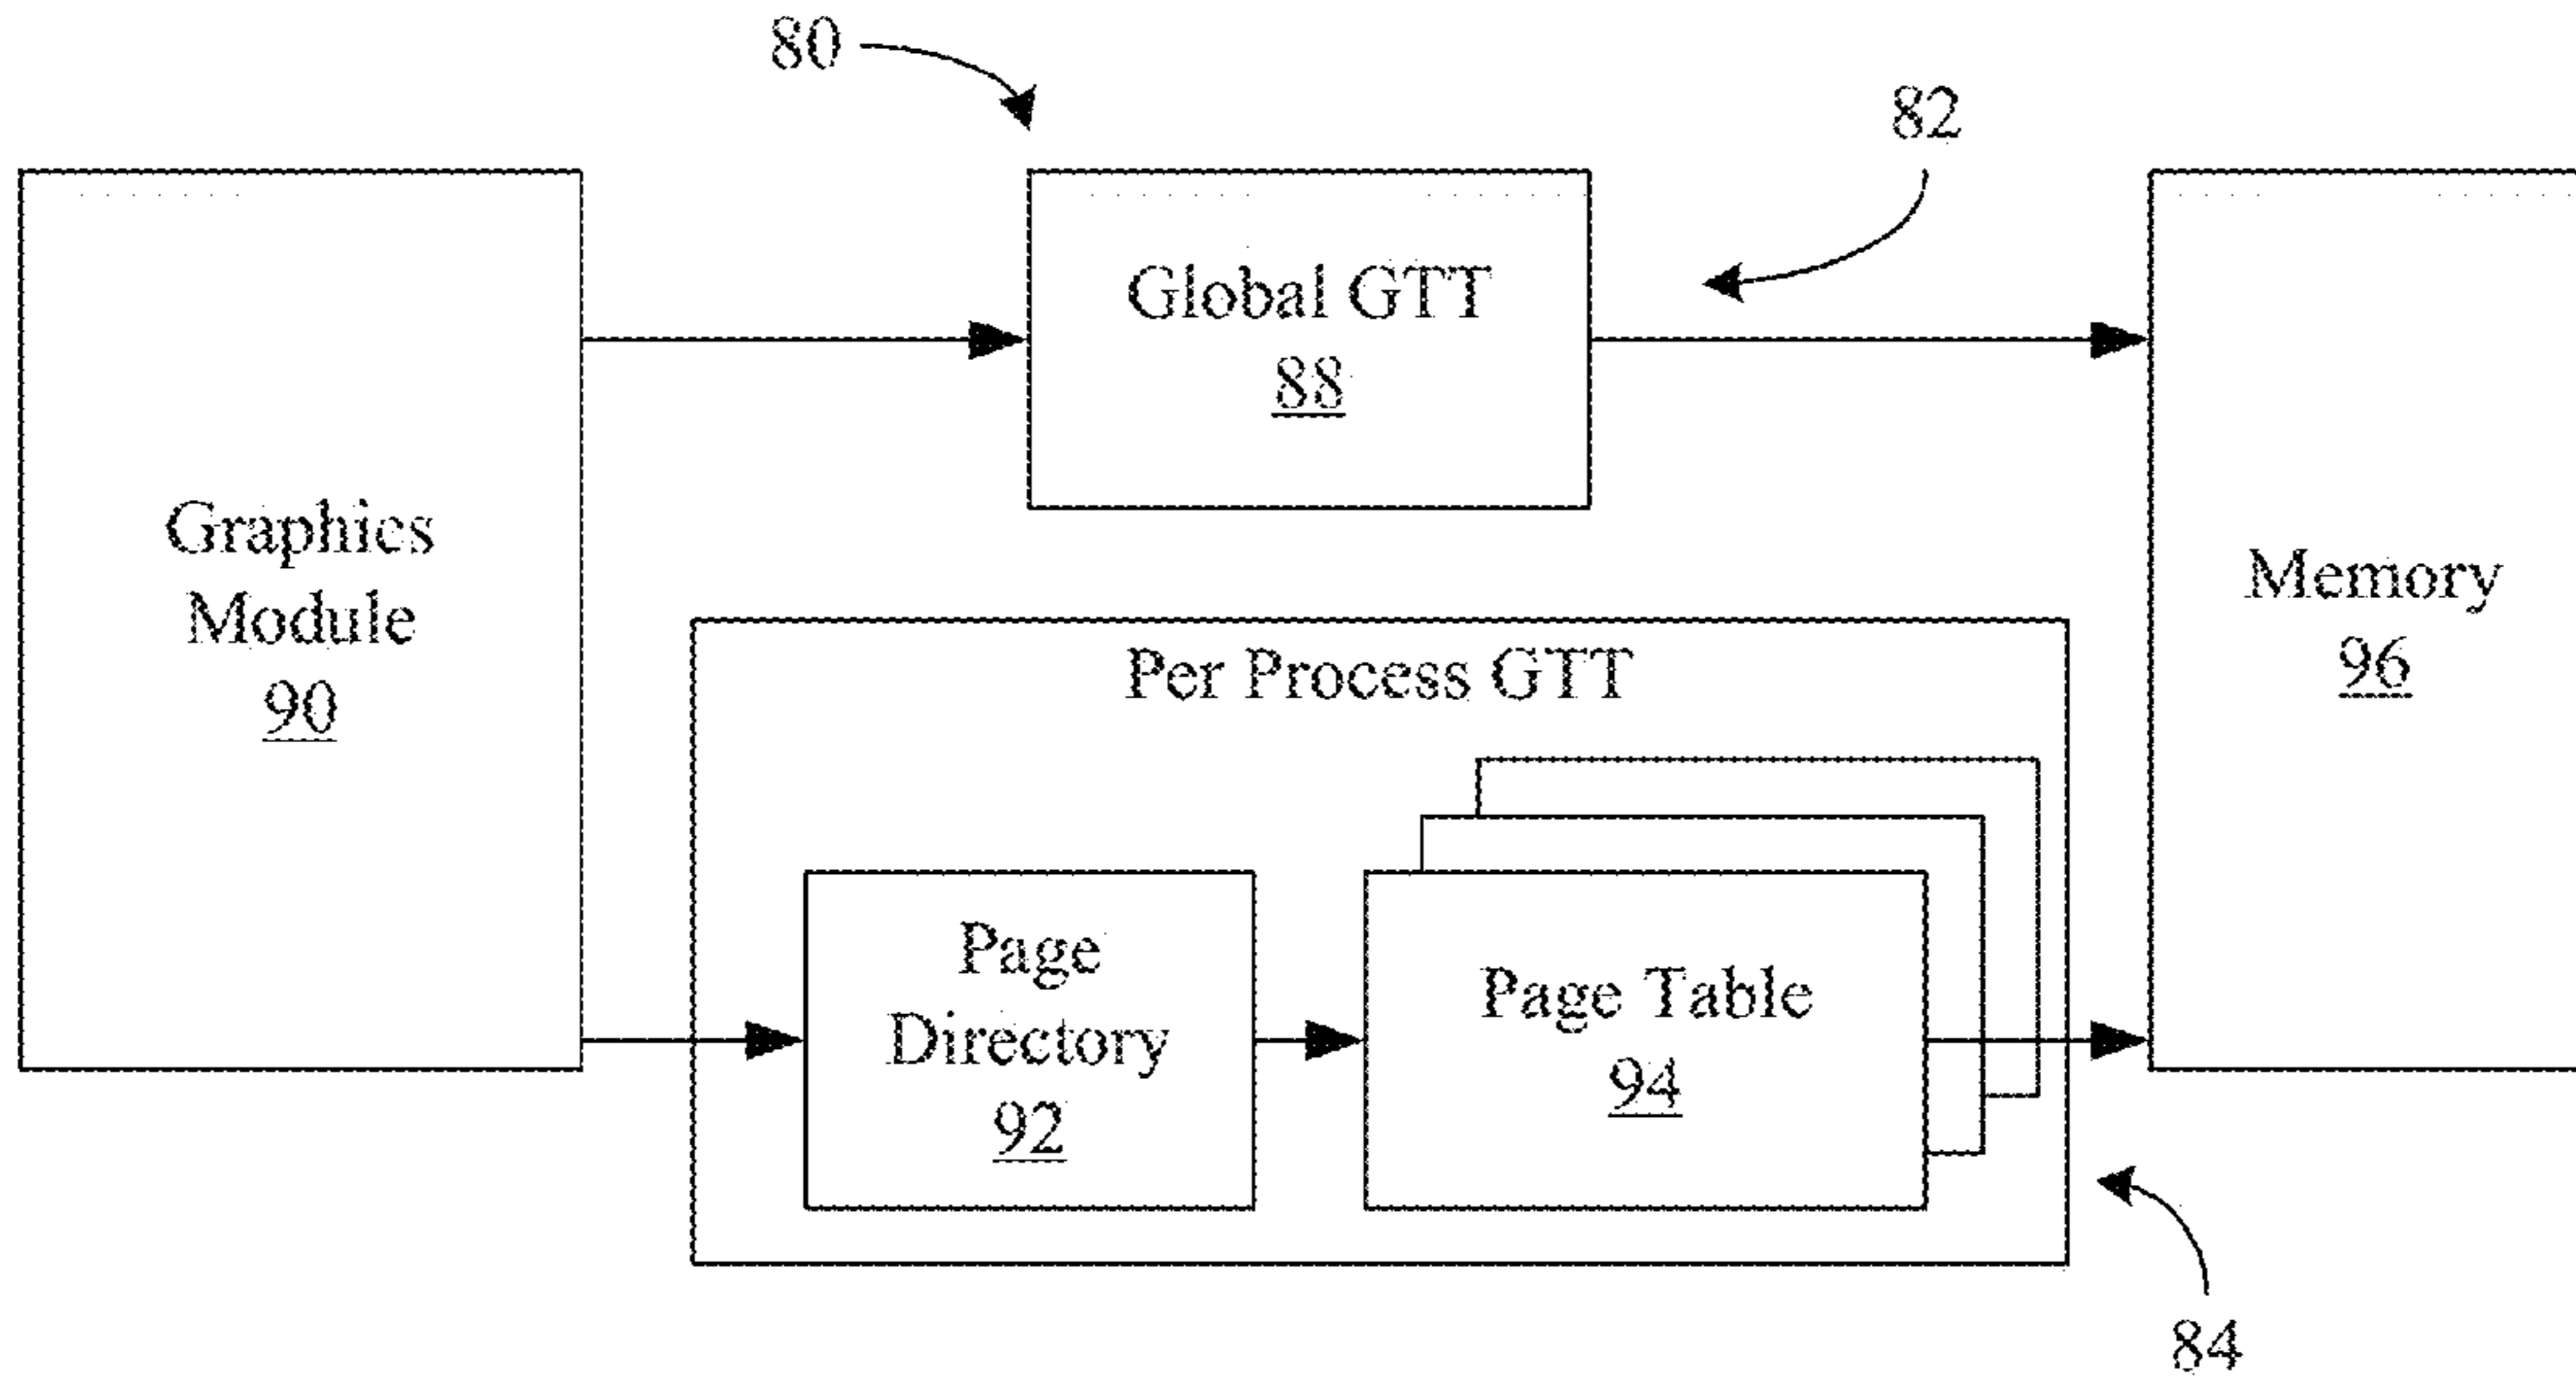 80
82
Global GTT
88
Graphics
Module
90
Memory
96
Per Process GTT
Page
Directory
92
Page Table
94
84